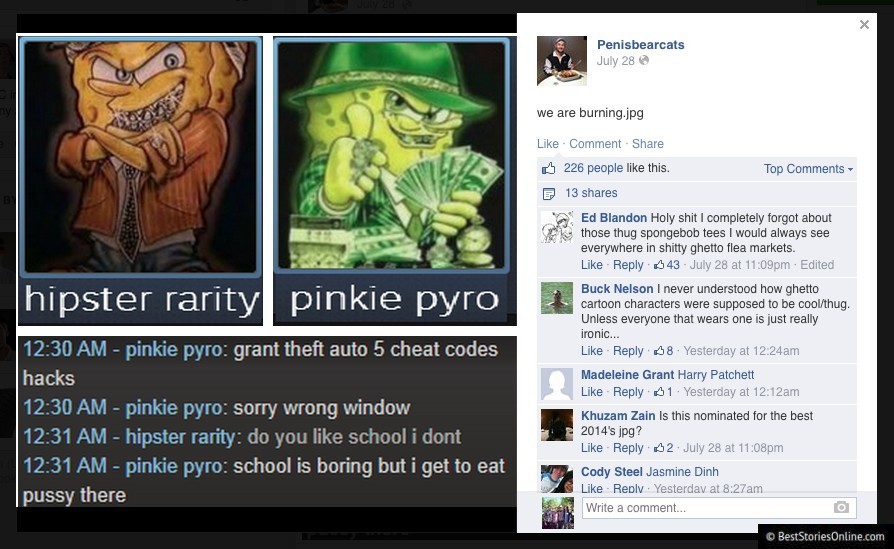 hipster rarity
pinkie pyro
12:30 AM - pinkie pyro: grant theft auto 5 cheat codes
hacks
12:30 AM - pinkie pyro: sorry wrong window
12:31 AM - hipster rarity: do you like school i dont
12:31 AM - pinkie pyro: school is boring but i get to eat
pussy there
Penisbearcats
July 28
we are burning.jpg
Like · Comment · Share
226 people like this.
Top Comments
13 shares
Ed Blandon Holy shit I completely forgot about
those thug spongebob tees I would always see
everywhere in shitty ghetto flea markets.
Like · Reply · 43 · July 28 at 11:09pm · Edited
Buck Nelson I never understood how ghetto
cartoon characters were supposed to be cool/thug.
Unless everyone that wears one is just really
ironic...
Like · Reply · 8 · Yesterday at 12:24am
Madeleine Grant Harry Patchett
Like · Reply · 1 · Yesterday at 12:12am
Khuzam Zain Is this nominated for the best
2014's jpg?
Like · Reply · 2 · July 28 at 11:08pm
Cody Steel Jasmine Dinh
Like · Reply · Yesterday at 8:27am
Write a comment...
© BestStoriesOnline.com